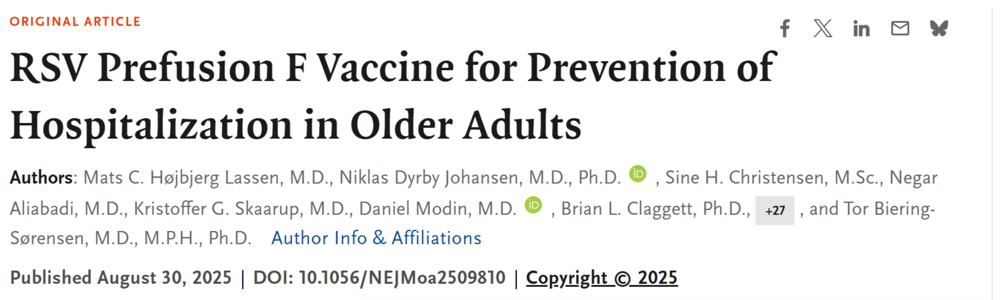 ORIGINAL ARTICLE
RSV Prefusion F Vaccine for Prevention of
Hospitalization in Older Adults
Authors: Mats C. Højbjerg Lassen, M.D., Niklas Dyrby Johansen, M.D., Ph.D. iD , Sine H. Christensen, M.Sc., Negar
Aliabadi, M.D., Kristoffer G. Skaarup, M.D., Daniel Modin, M.D. iD , Brian L. Claggett, Ph.D., +27 , and Tor Biering-
Sørensen, M.D., M.P.H., Ph.D. Author Info & Affiliations
Published August 30, 2025 | DOI: 10.1056/NEJMoa2509810 | Copyright © 2025